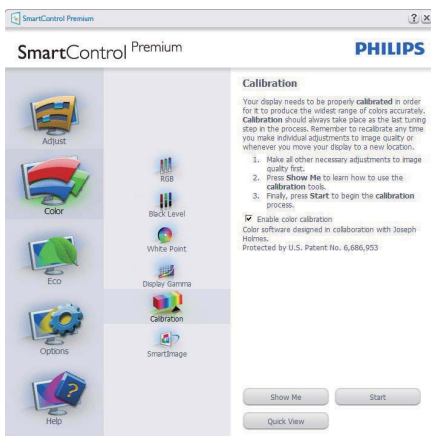 SmartControl Premium
SmartControl Premium
PHILIPS
Adjust
Color
Eco
Options
Help
RGB
Black Level
White Point
Display Gamma
Calibration
SmartImage
Calibration
Your display needs to be properly calibrated in order
for it to produce the widest range of colors accurately.
Calibration should always take place as the last tuning
step in the process. Remember to recalibrate any time
you make individual adjustments to image quality or
whenever you move your display to a new location.
1. Make all other necessary adjustments to image
quality first.
2. Press Show Me to learn how to use the
calibration tools.
3. Finally, press Start to begin the calibration
process.
Enable color calibration
Color software designed in collaboration with Joseph
Holmes.
Protected by U.S. Patent No. 6,686,953
Show Me
Start
Quick View